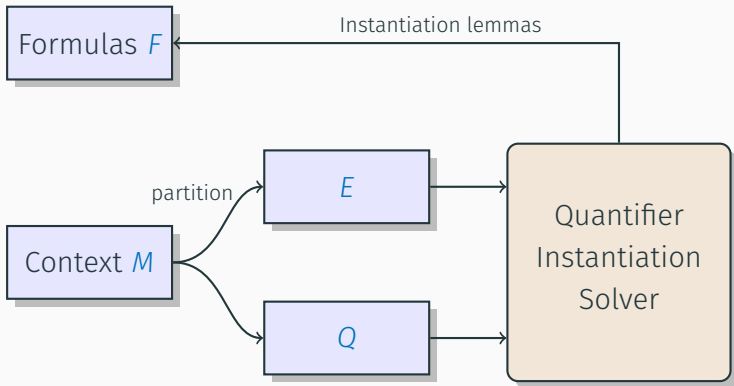 Instantiation lemmas
Formulas F
partition
E
Context M
Q
Quantifier
Instantiation
Solver